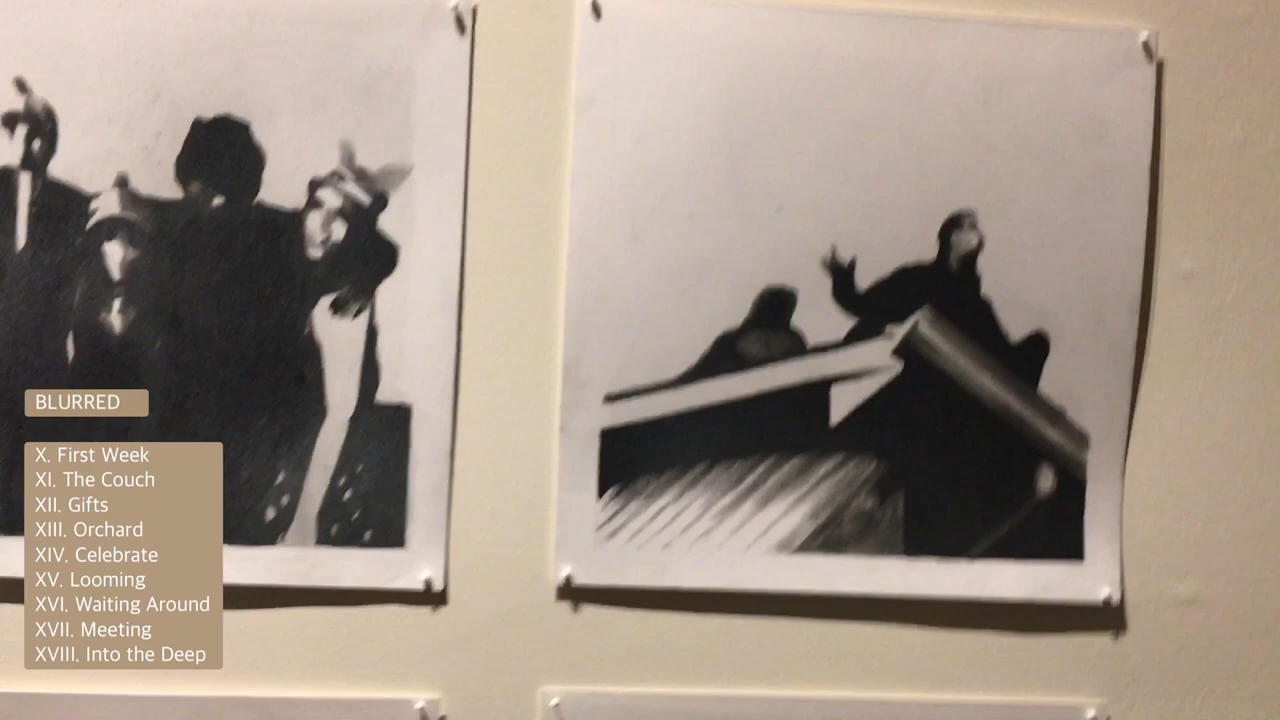 BLURRED
X. First Week
XI. The Couch
XII. Gifts
XIII. Orchard
XIV. Celebrate
XV. Looming
XVI. Waiting Around
XVII. Meeting
XVIII. Into the Deep